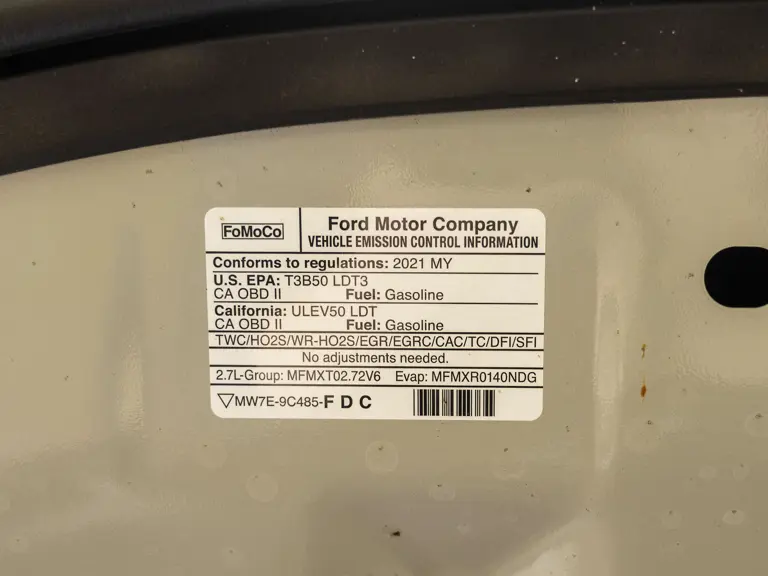 FoMoCo
Ford Motor Company
VEHICLE EMISSION CONTROL INFORMATION
Conforms to regulations: 2021 MY
U.S. EPA: T3B50 LDT3
CA OBD II Fuel: Gasoline
California: ULEV50 LDT
CA OBD II Fuel: Gasoline
TWC/HO2S/WR-HO2S/EGR/EGRC/CAC/TC/DFI/SFI
No adjustments needed.
2.7L-Group: MFMXT02.72V6 Evap: MFMXR0140NDG
▽MW7E-9C485-F D C